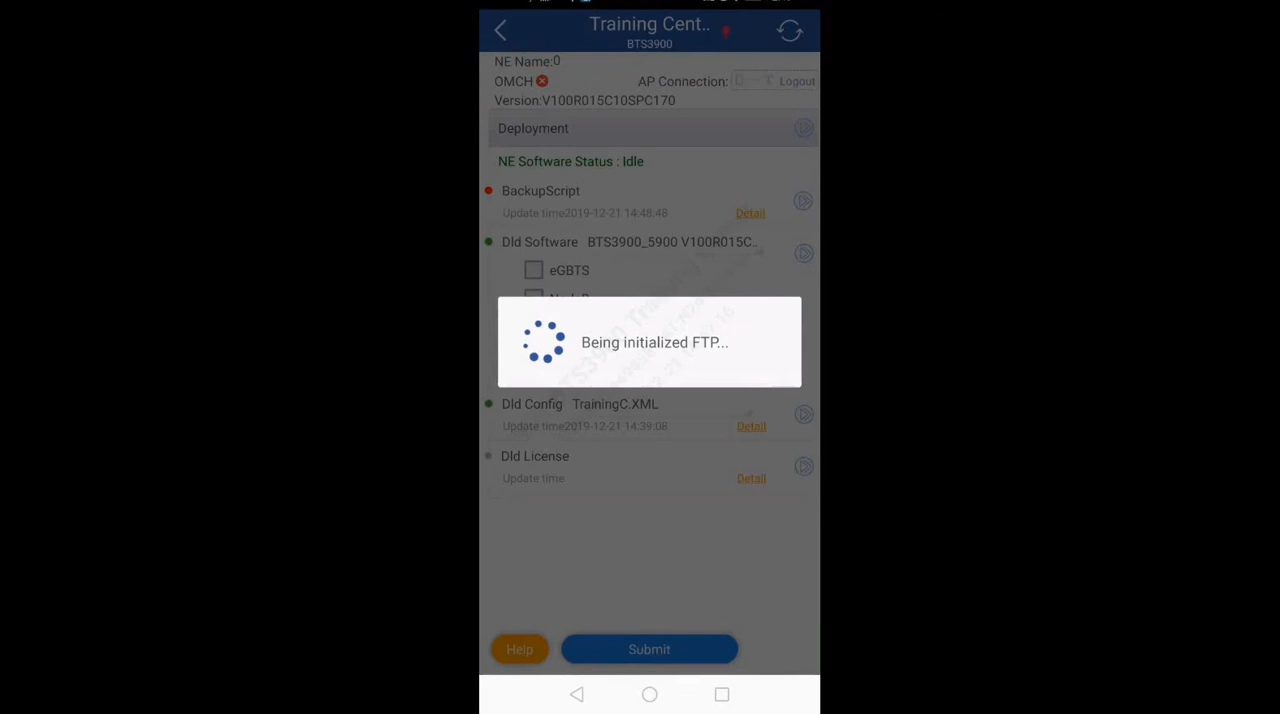 Training Cent..
BTS3900
NE Name:0
OMCH
AP Connection:
Logout
Version:V100R015C10SPC170
Deployment
NE Software Status : Idle
BackupScript
Update time2019-12-21 14:48:48
Detail
Dld Software BTS3900_5900 V100R015C..
eGBTS
Being initialized FTP...
Dld Config TrainingC.XML
Update time2019-12-21 14:39:08
Detail
Dld License
Update time
Detail
Help
Submit